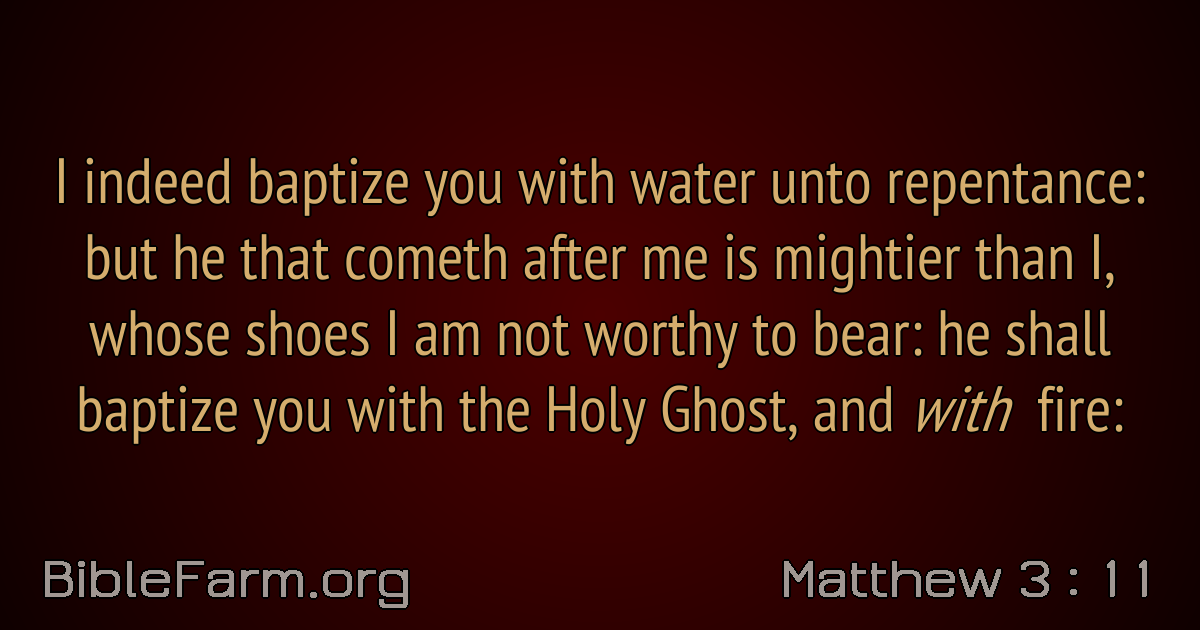 I indeed baptize you with water unto repentance:
but he that cometh after me is mightier than I,
whose shoes I am not worthy to bear: he shall
baptize you with the Holy Ghost, and with fire:
BibleFarm.org
Matthew 3 : 11